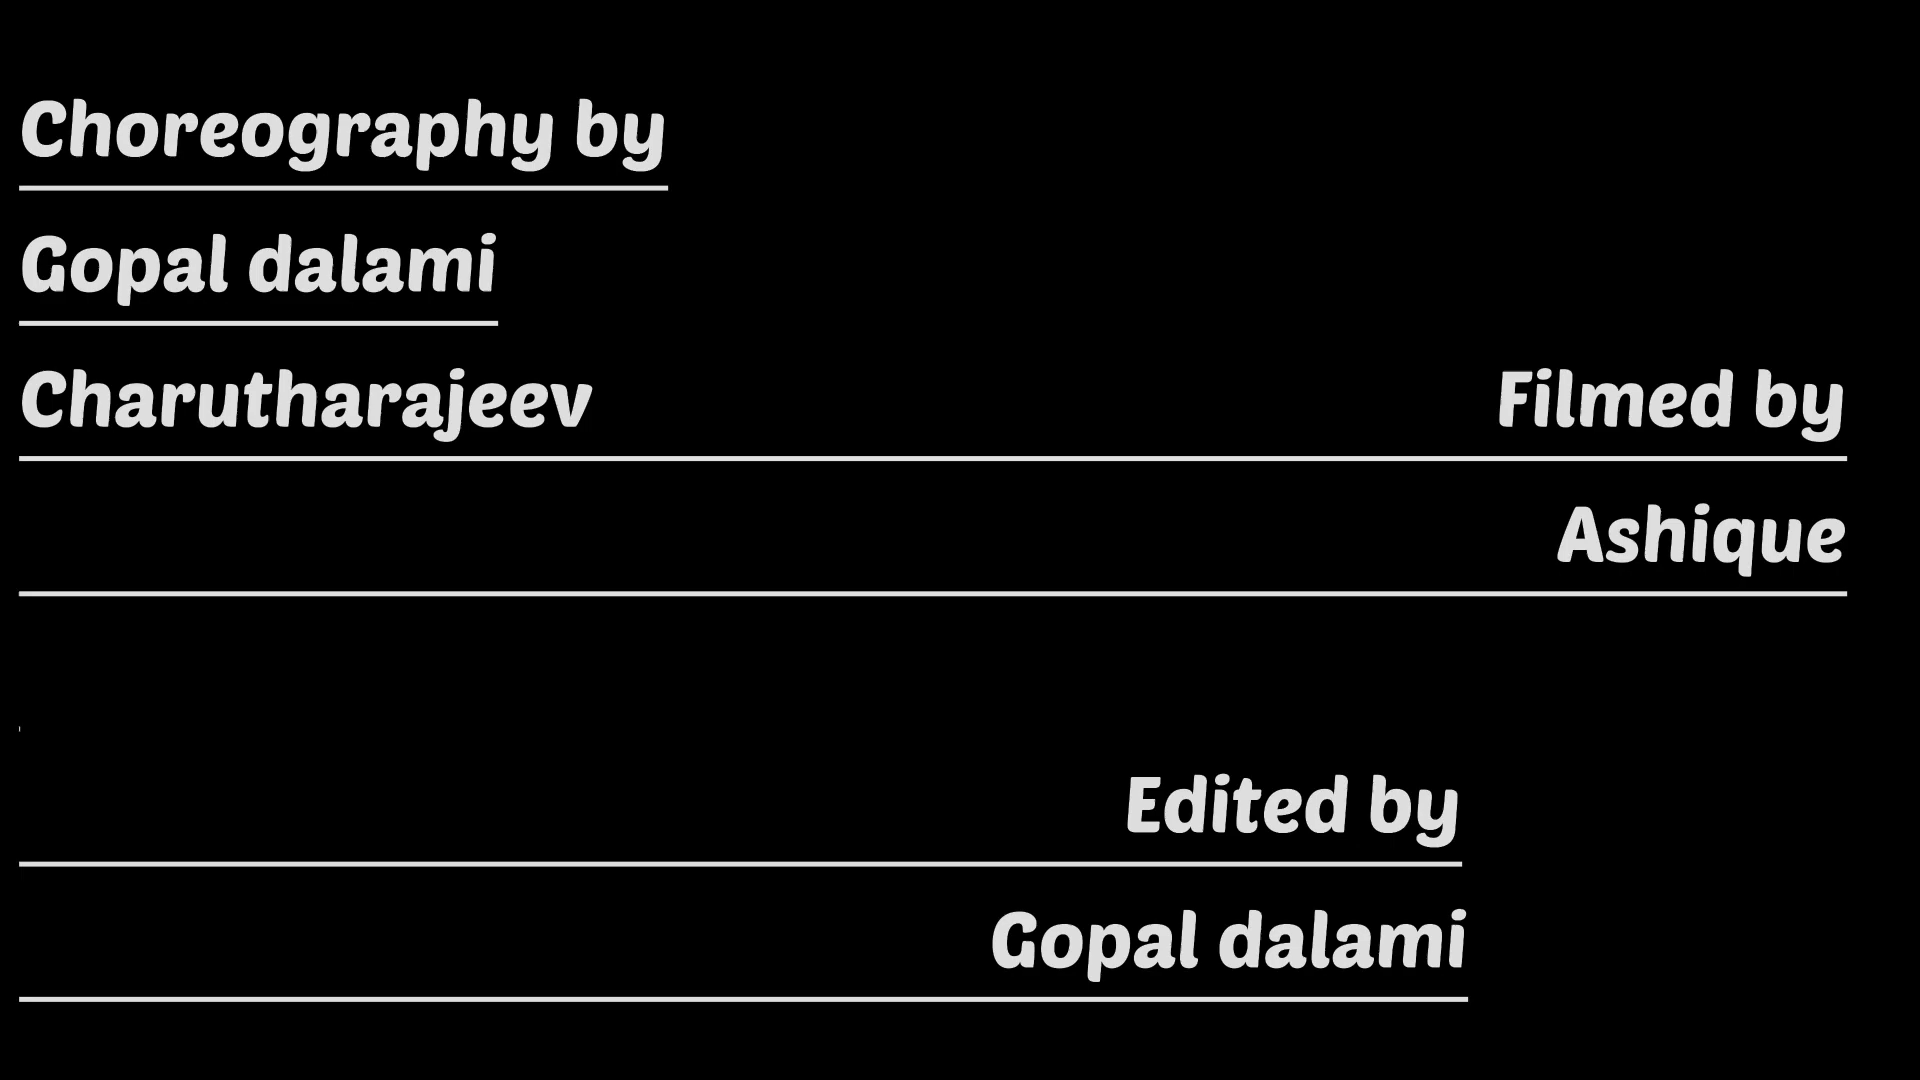 Choreography by
Gopal dalami
Charutharajeev
Filmed by
Ashique
Edited by
Gopal dalami